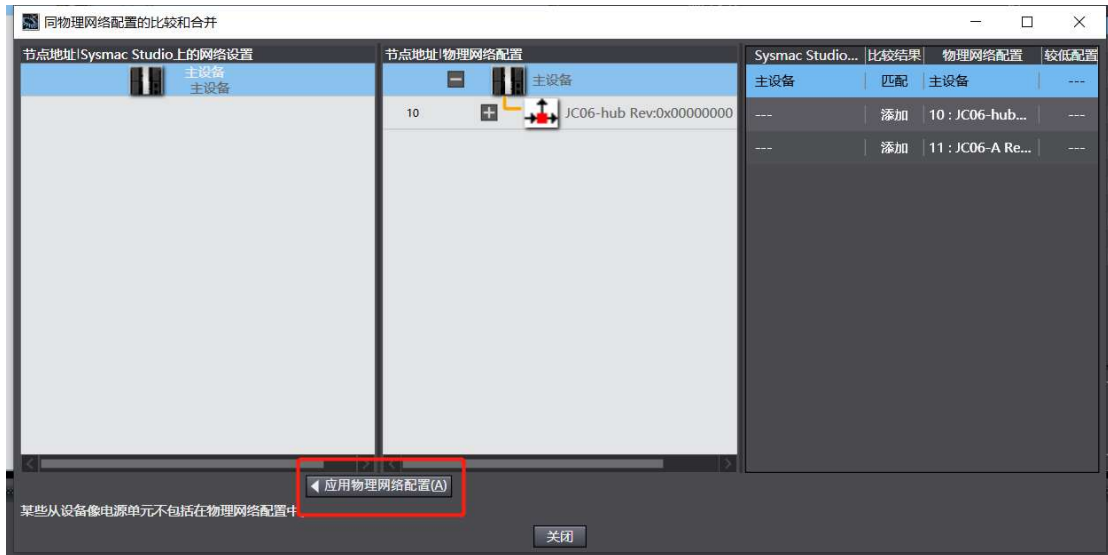 同物理网络配置的比较和合并
节点地址|Sysmac Studio上的网络设置
主设备
主设备
节点地址|物理网络配置
主设备
10 JC06-hub Rev:0x00000000
Sysmac Studio... 比较结果 物理网络配置 较低配置
主设备 匹配 主设备 ---
--- 添加 10 : JC06-hub... ---
--- 添加 11 : JC06-A Re... ---
应用物理网络配置(A)
某些从设备像电源单元不包括在物理网络配置中
关闭